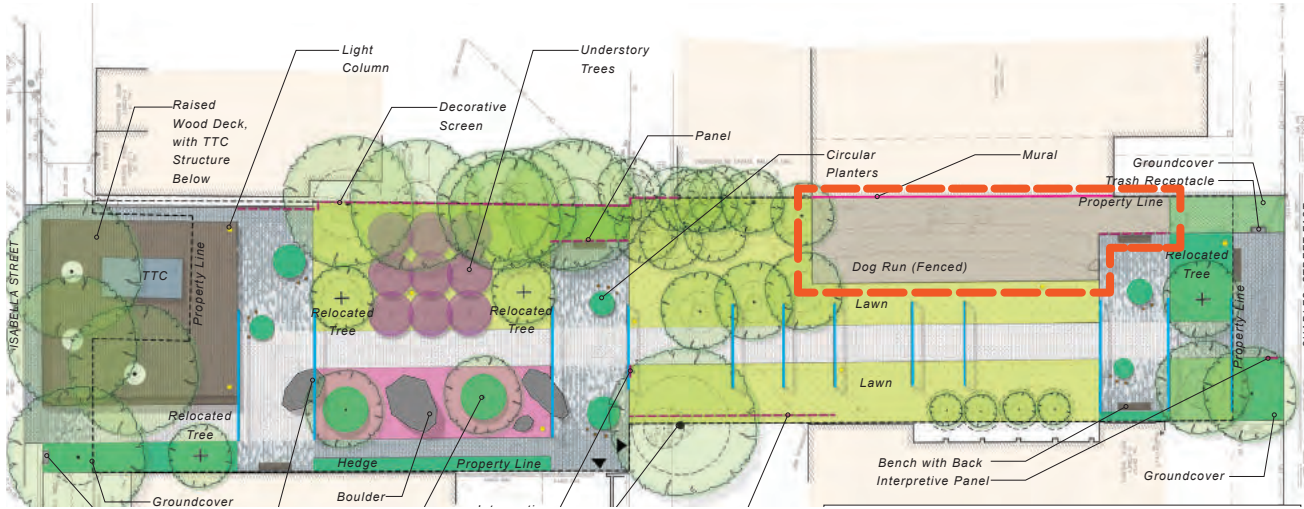 Light
Column
Understory
Trees
Raised
Wood Deck,
with TTC
Structure
Below
Decorative
Screen
Panel
Circular
Planters
Mural
Groundcover
Trash Receptacle
Property Line
ISABELLA STREET
TTC
Property Line
Dog Run (Fenced)
Relocated
Tree
Relocated
Tree
Relocated
Tree
Lawn
Property Line
Lawn
Relocated
Tree
Hedge
Property Line
Boulder
Groundcover
Bench with Back
Interpretive Panel
Groundcover